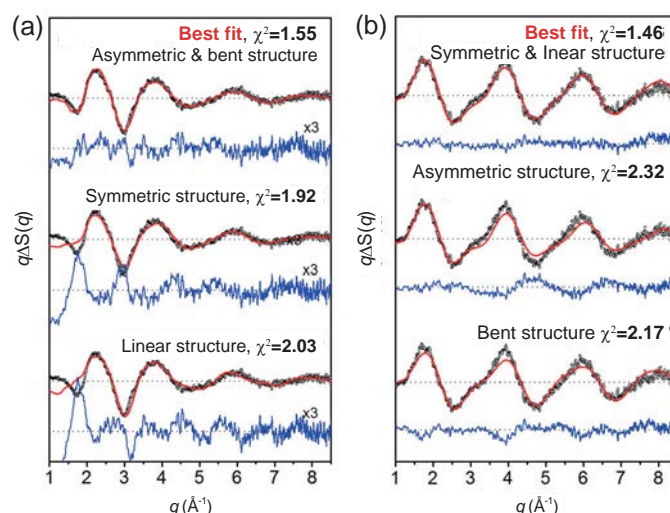 (a)
Best fit, χ²=1.55
Asymmetric & bent structure
x3
Symmetric structure, χ²=1.92
x3
Linear structure, χ²=2.03
x3
qΔS(q)
1 2 3 4 5 6 7 8
q (Å⁻¹)
(b)
Best fit, χ²=1.46
Symmetric & linear structure
Asymmetric structure, χ²=2.32
Bent structure χ²=2.17
qΔS(q)
1 2 3 4 5 6 7 8
q (Å⁻¹)